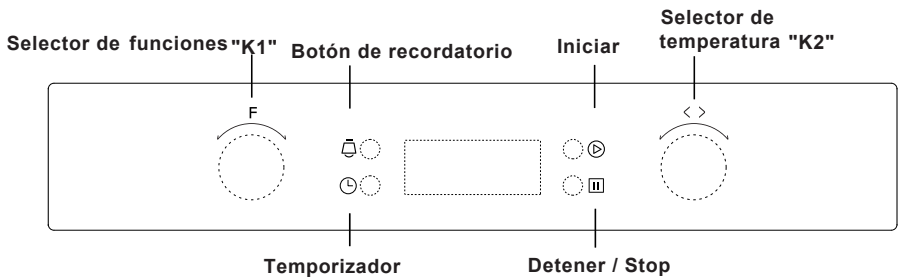 Selector de funciones "K1"
Botón de recordatorio
Iniciar
Selector de
temperatura "K2"
F
Temporizador
Detener / Stop